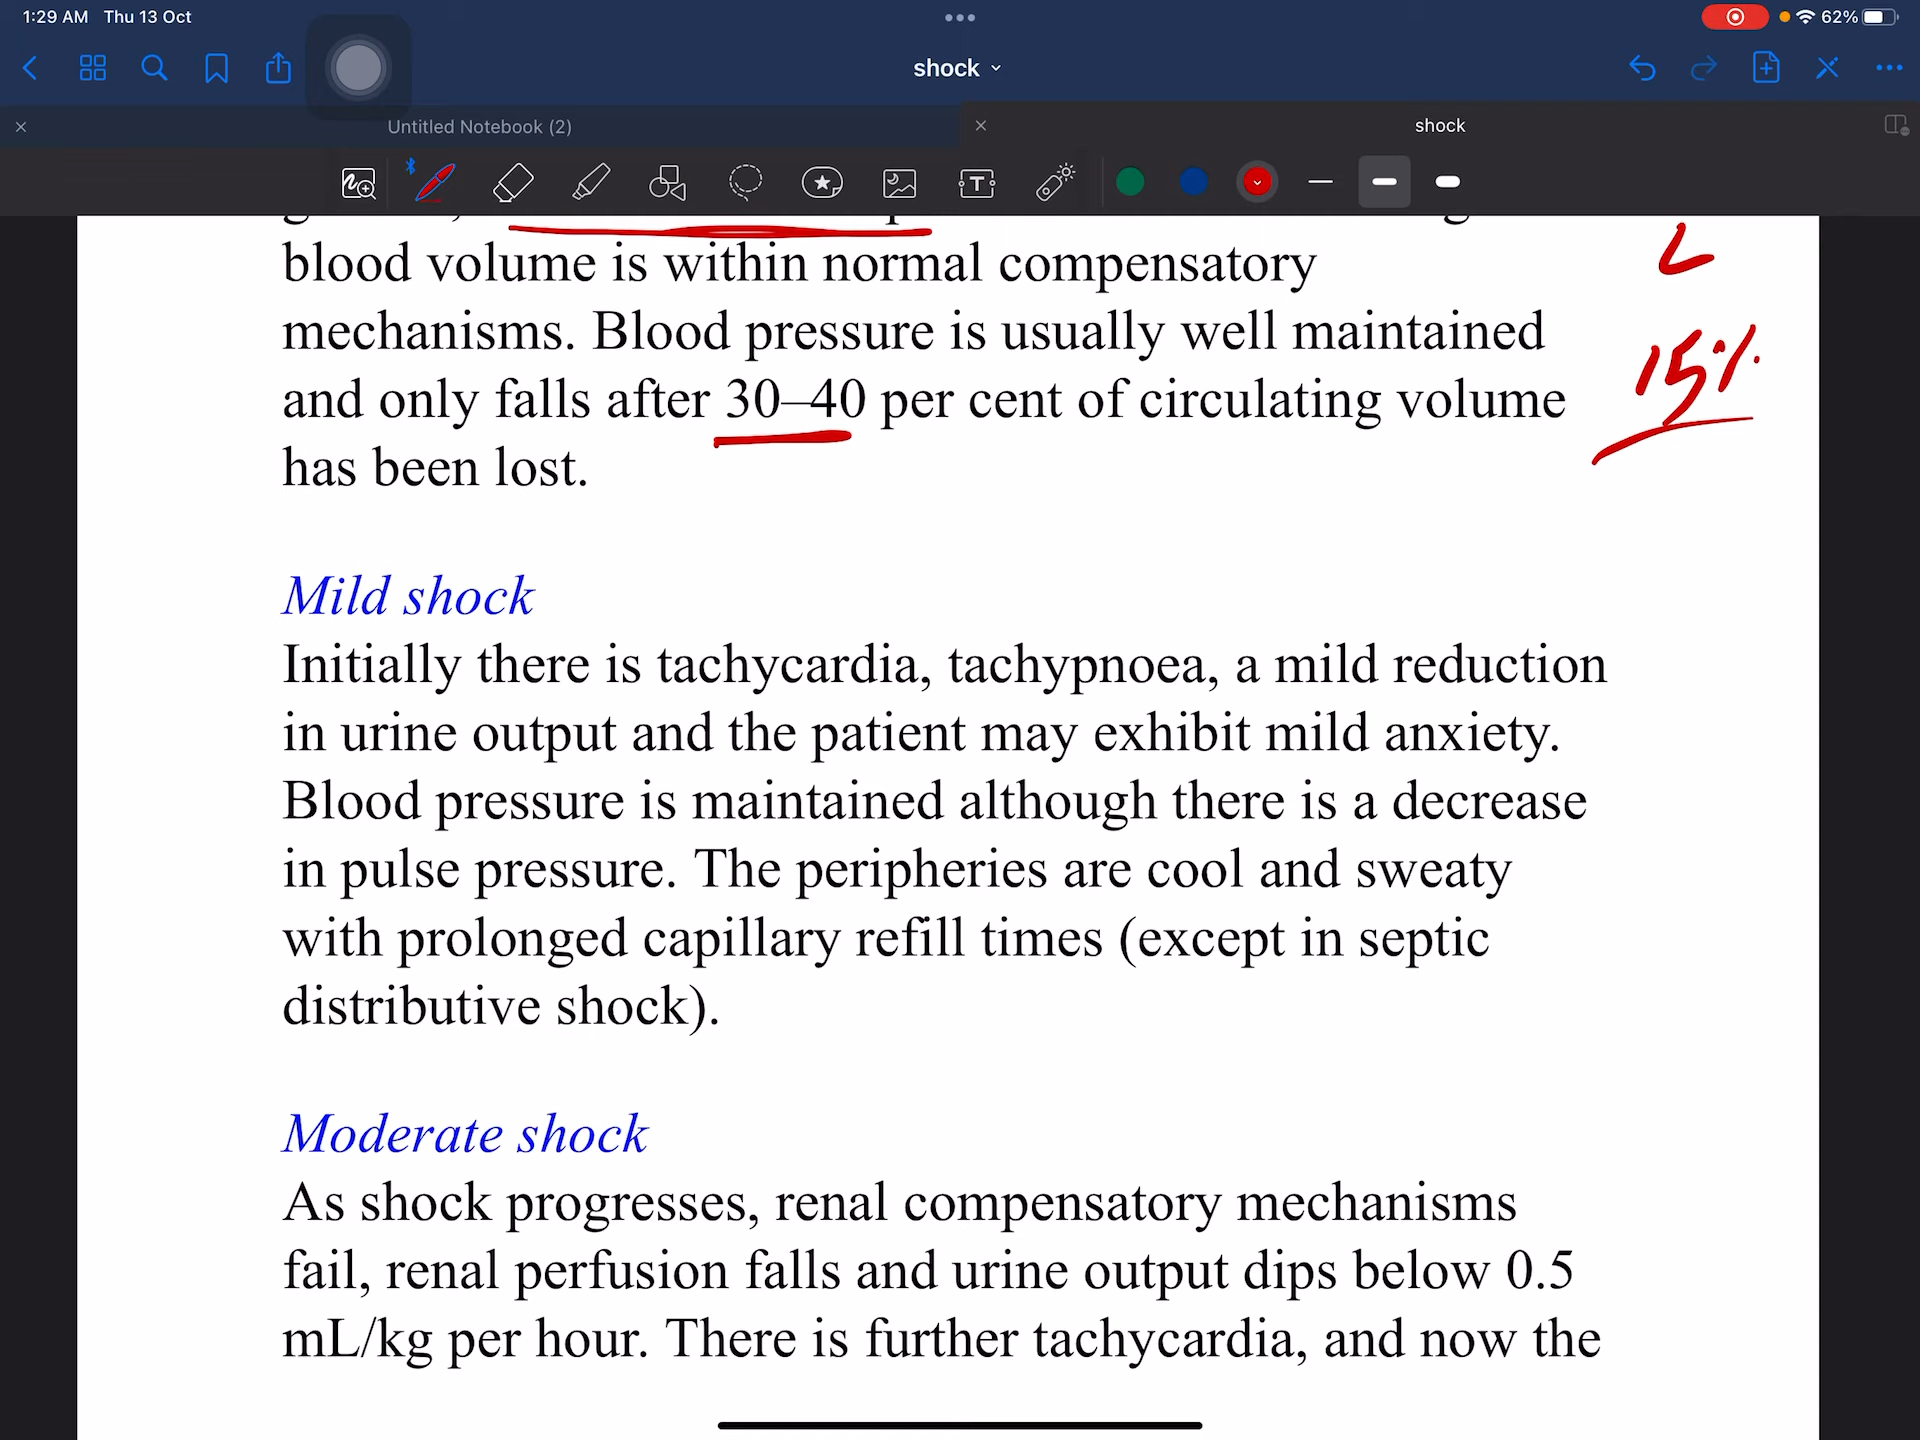 1:29 AM Thu 13 Oct
62%
shock
Untitled Notebook (2)
shock
blood volume is within normal compensatory
mechanisms. Blood pressure is usually well maintained
and only falls after 30–40 per cent of circulating volume
has been lost.
15%
Mild shock
Initially there is tachycardia, tachypnoea, a mild reduction
in urine output and the patient may exhibit mild anxiety.
Blood pressure is maintained although there is a decrease
in pulse pressure. The peripheries are cool and sweaty
with prolonged capillary refill times (except in septic
distributive shock).
Moderate shock
As shock progresses, renal compensatory mechanisms
fail, renal perfusion falls and urine output dips below 0.5
mL/kg per hour. There is further tachycardia, and now the